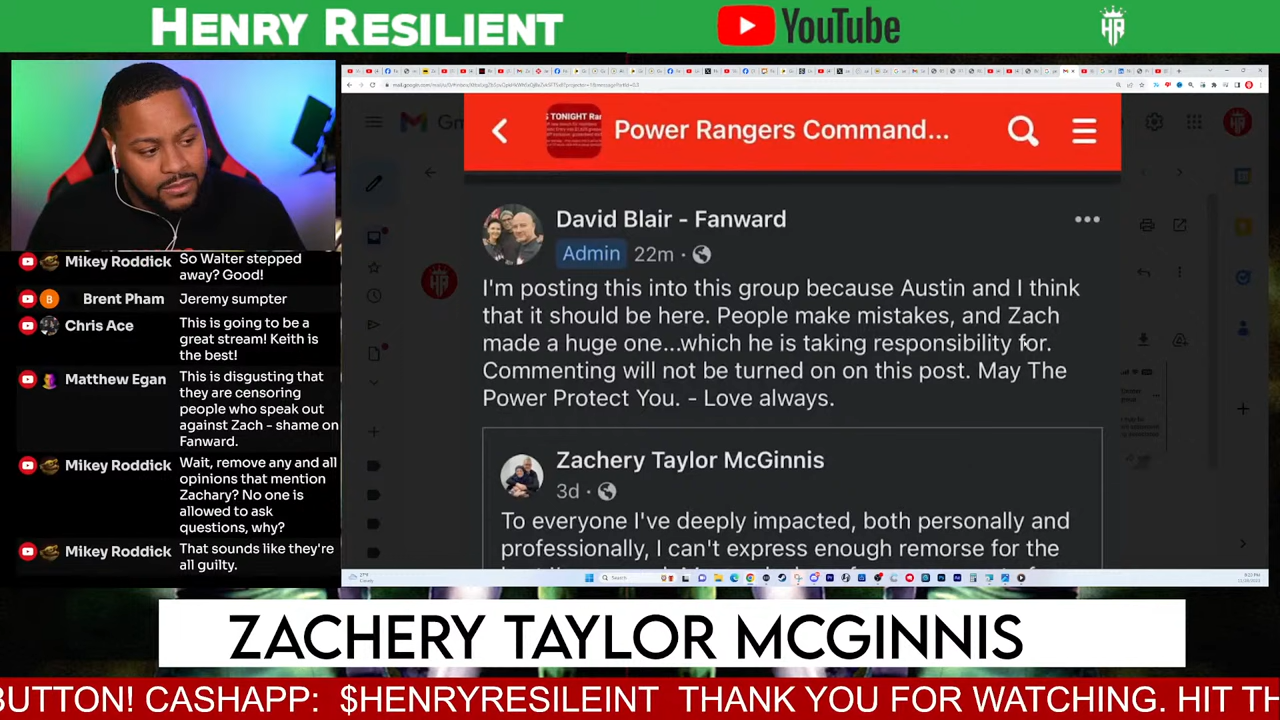 HENRY RESILIENT
YouTube
HR
Mikey Roddick So Walter stepped
away? Good!
Brent Pham Jeremy sumpter
Chris Ace This is going to be a
great stream! Keith is
the best!
Matthew Egan This is disgusting that
they are censoring
people who speak out
against Zach - shame on
Fanward.
Mikey Roddick Wait, remove any and all
opinions that mention
Zachary? No one is
allowed to ask
questions, why?
Mikey Roddick That sounds like they're
all guilty.
S TONIGHT Ra
Power Rangers Command...
David Blair - Fanward
Admin 22m
I'm posting this into this group because Austin and I think
that it should be here. People make mistakes, and Zach
made a huge one...which he is taking responsibility for.
Commenting will not be turned on on this post. May The
Power Protect You. - Love always.
Zachery Taylor McGinnis
3d
To everyone I've deeply impacted, both personally and
professionally, I can't express enough remorse for the
Search
ZACHERY TAYLOR MCGINNIS
BUTTON! CASHAPP: $HENRYRESILEINT THANK YOU FOR WATCHING. HIT TH